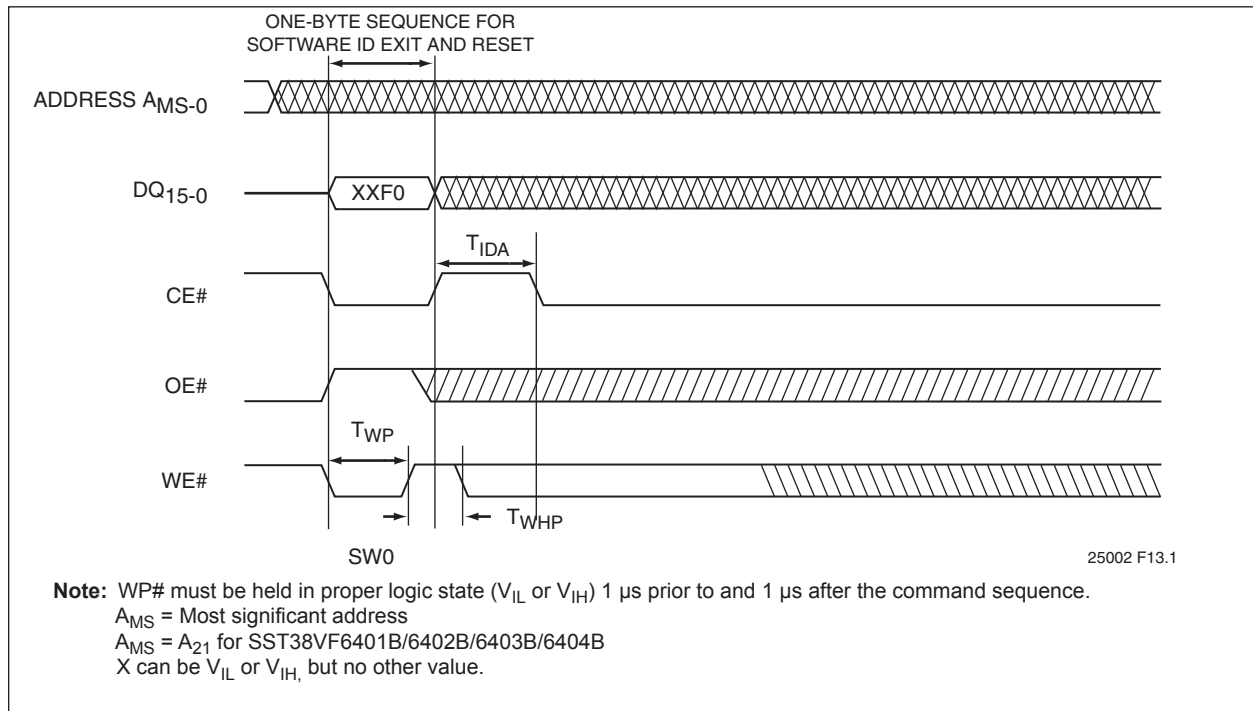 ONE-BYTE SEQUENCE FOR
SOFTWARE ID EXIT AND RESET
ADDRESS AMS-0
DQ15-0
XXF0
TIDA
CE#
OE#
TWP
WE#
TWHP
SW0
25002 F13.1
Note: WP# must be held in proper logic state (VIL or VIH) 1 µs prior to and 1 µs after the command sequence.
AMS = Most significant address
AMS = A21 for SST38VF6401B/6402B/6403B/6404B
X can be VIL or VIH, but no other value.